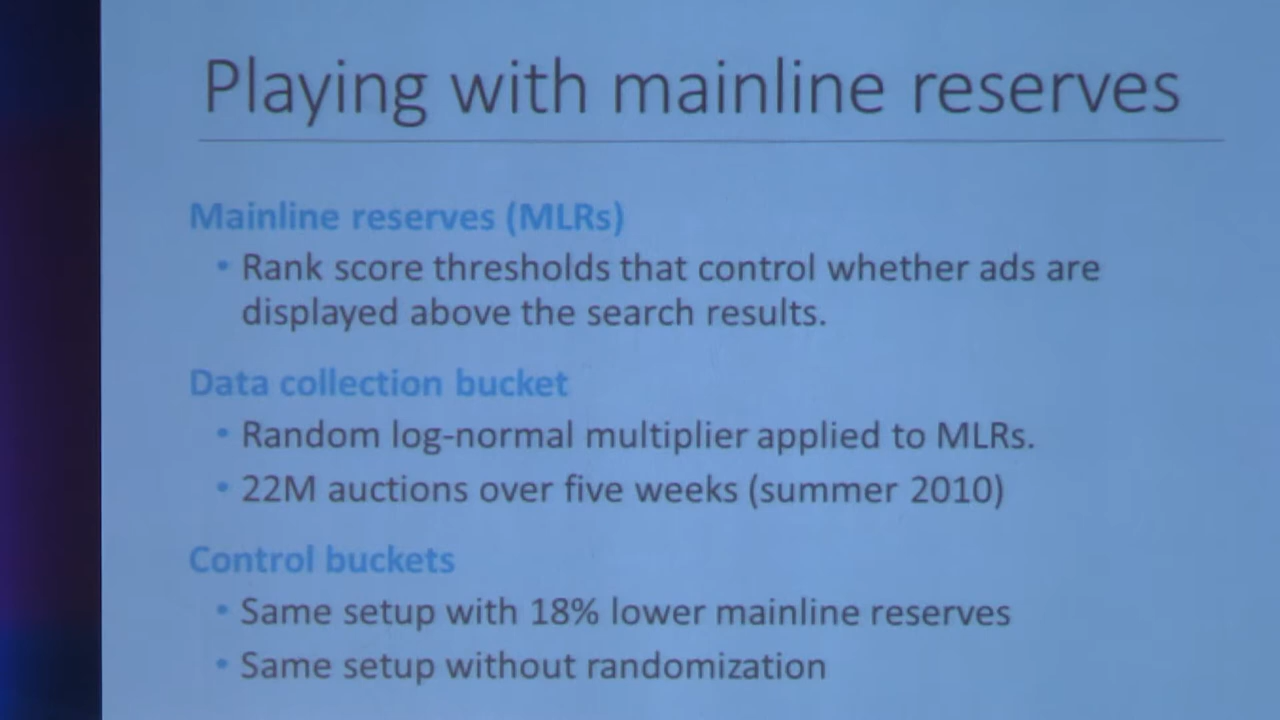 Playing with mainline reserves
Mainline reserves (MLRs)
• Rank score thresholds that control whether ads are
displayed above the search results.
Data collection bucket
• Random log-normal multiplier applied to MLRs.
• 22M auctions over five weeks (summer 2010)
Control buckets
• Same setup with 18% lower mainline reserves
• Same setup without randomization